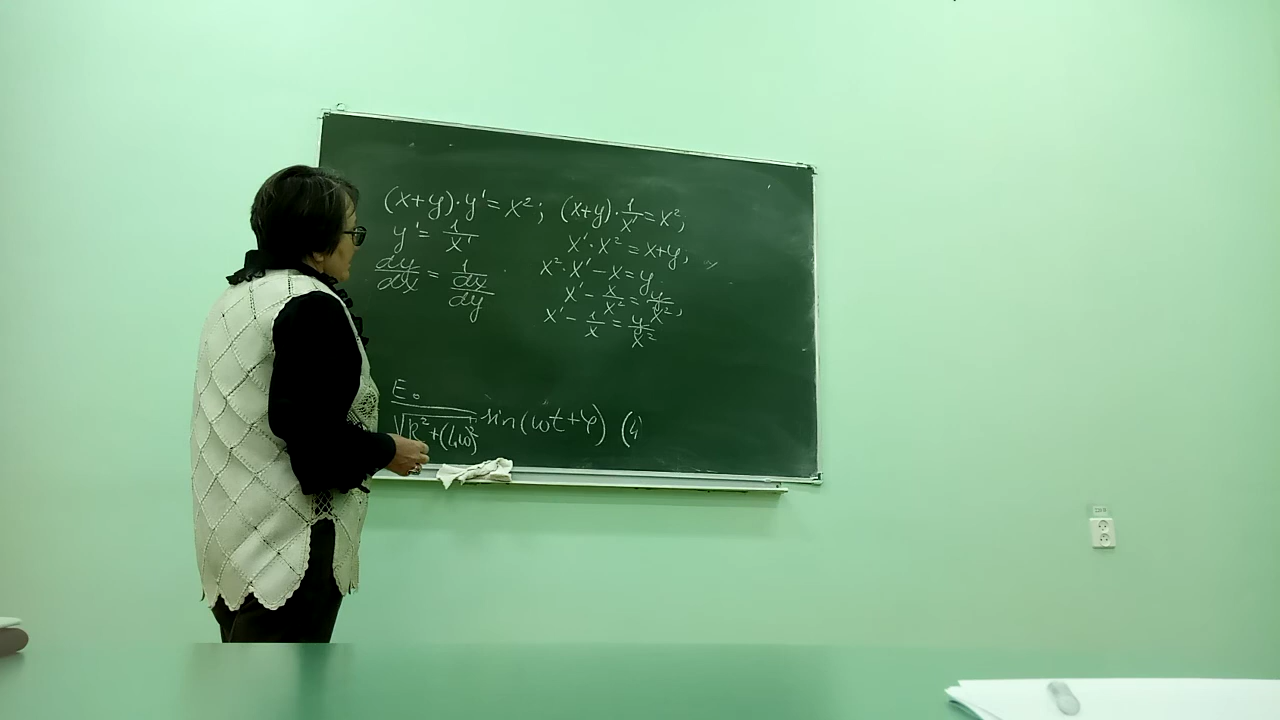 (x+y)·y'=x²; (x+y)·1/x'=x²;
y'=1/x'
x'·x²=x+y,
dy/dx = 1/(dx/dy)
x²·x'-x=y
x'-x/x²=y/x²,
x'-1/x=y/x²
E₀/√(R²+(Lω)²) sin(ωt+φ) (4